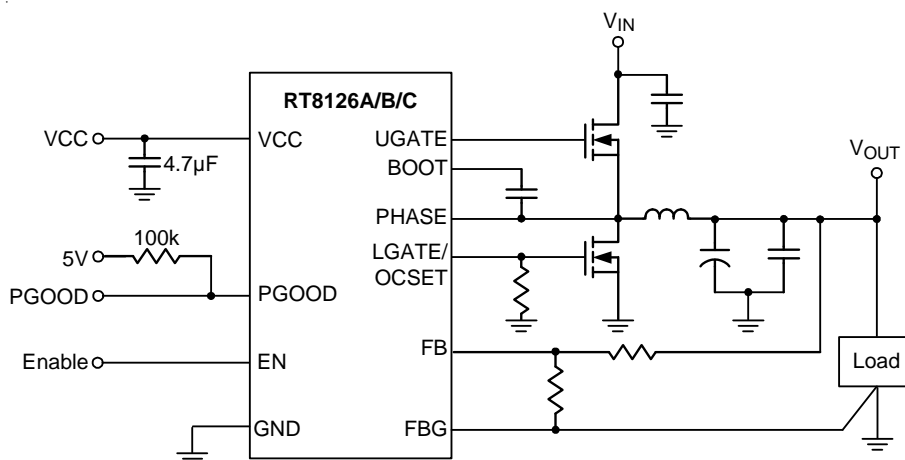 VIN
RT8126A/B/C
VCC
VCC
UGATE
VOUT
4.7µF
BOOT
PHASE
100k
5V
LGATE/
OCSET
PGOOD
PGOOD
FB
Enable
EN
Load
GND
FBG